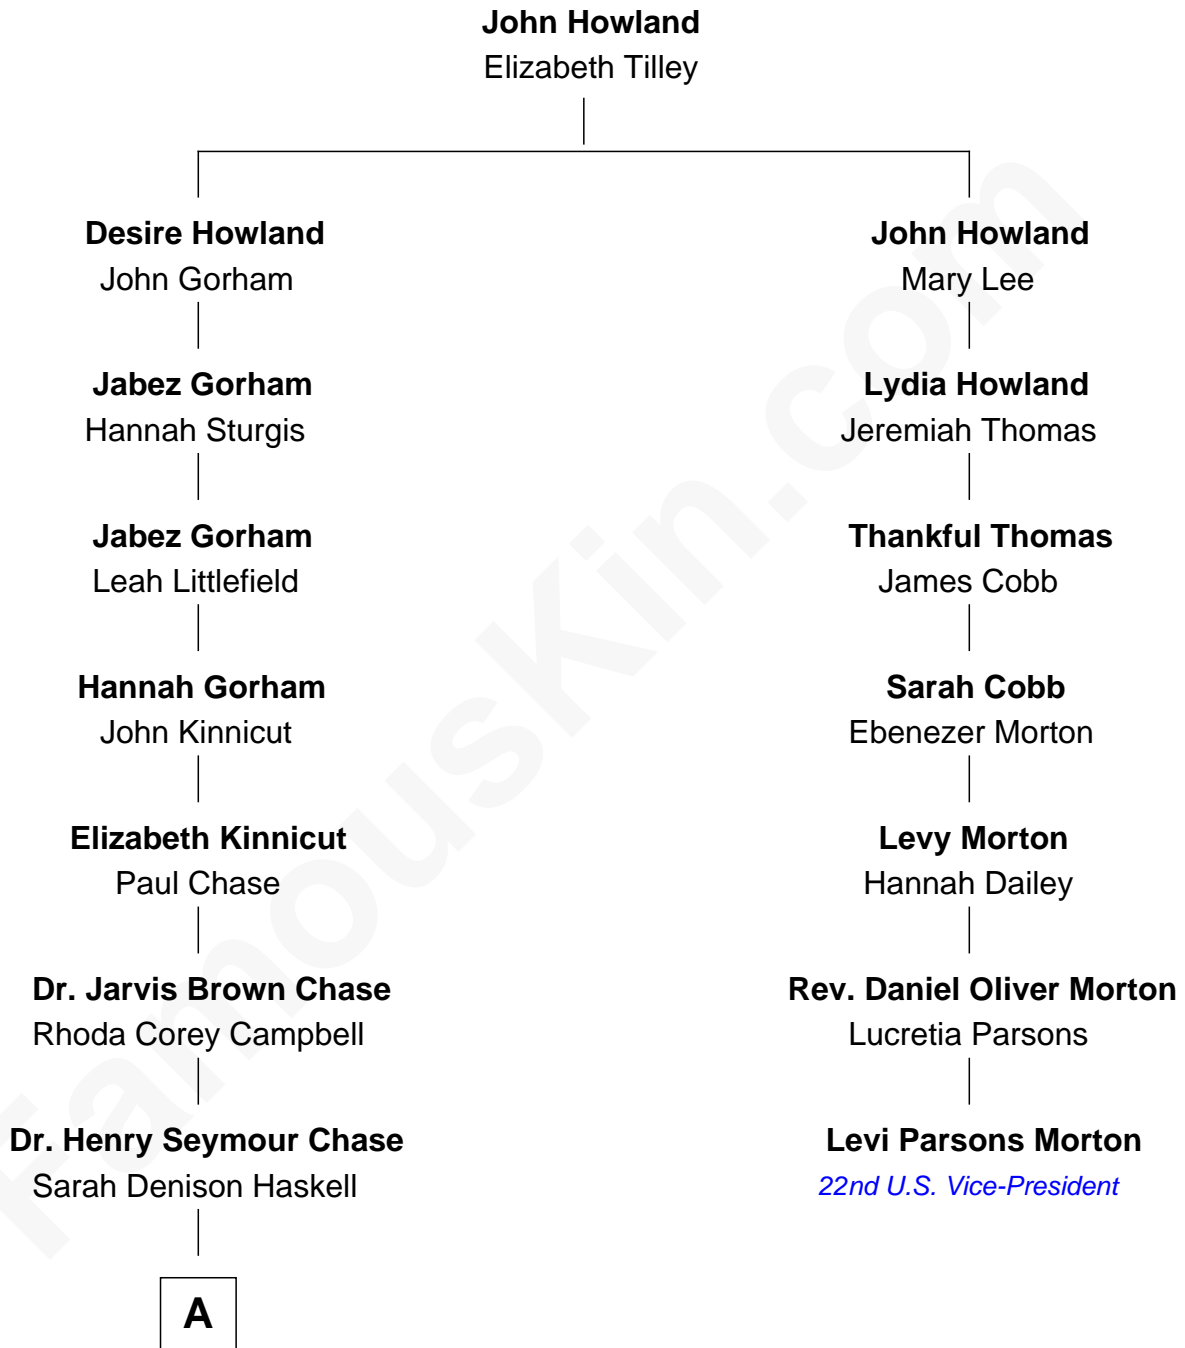 John Howland
Elizabeth Tilley
Desire Howland
John Gorham
John Howland
Mary Lee
Jabez Gorham
Hannah Sturgis
Lydia Howland
Jeremiah Thomas
Jabez Gorham
Leah Littlefield
Thankful Thomas
James Cobb
Hannah Gorham
John Kinnicut
Sarah Cobb
Ebenezer Morton
Elizabeth Kinnicut
Paul Chase
Levy Morton
Hannah Dailey
Dr. Jarvis Brown Chase
Rhoda Corey Campbell
Rev. Daniel Oliver Morton
Lucretia Parsons
Dr. Henry Seymour Chase
Sarah Denison Haskell
Levi Parsons Morton
22nd U.S. Vice-President
A
FamousKin.com